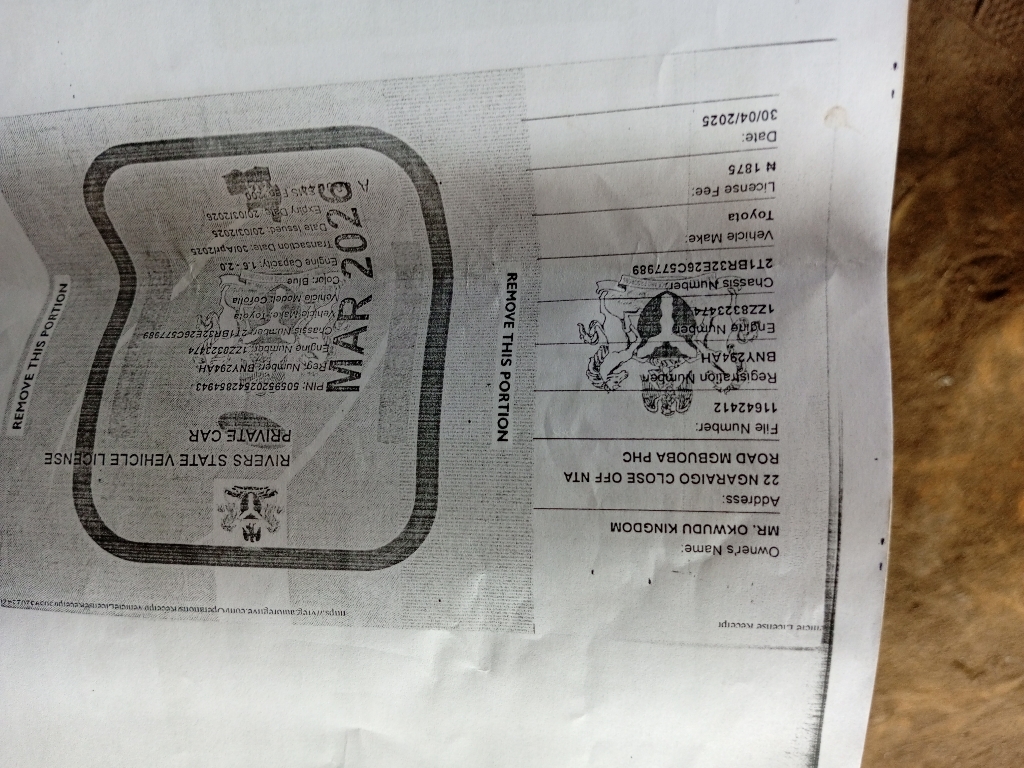 Vehicle License Receipt
Owner's Name:
MR. OKWUDU KINGDOM
Address:
22 NGARAIGO CLOSE OFF NTA
ROAD MGBUOBA PHC
File Number:
11642412
Registration Number:
BNY294AH
Engine Number:
1ZZ8323474
Chassis Number:
2T1BR32E26C577989
Vehicle Make:
Toyota
License Fee:
N 1875
Date:
30/04/2025
REMOVE THIS PORTION
RIVERS STATE VEHICLE LICENSE
PRIVATE CAR
Reg. Number: BNY294AH
Engine Number: 1ZZ8323474
Chassis Number: 2T1BR32E26C577989
Vehicle Make: Toyota
Vehicle Model: Corolla
Color: Blue
Engine Capacity: 1.6 - 2.0
Transaction Date: 30/Apr/2025
Date Issued: 20/03/2025
Expiry Date: 20/03/2026
MAR 2026
REMOVE THIS PORTION